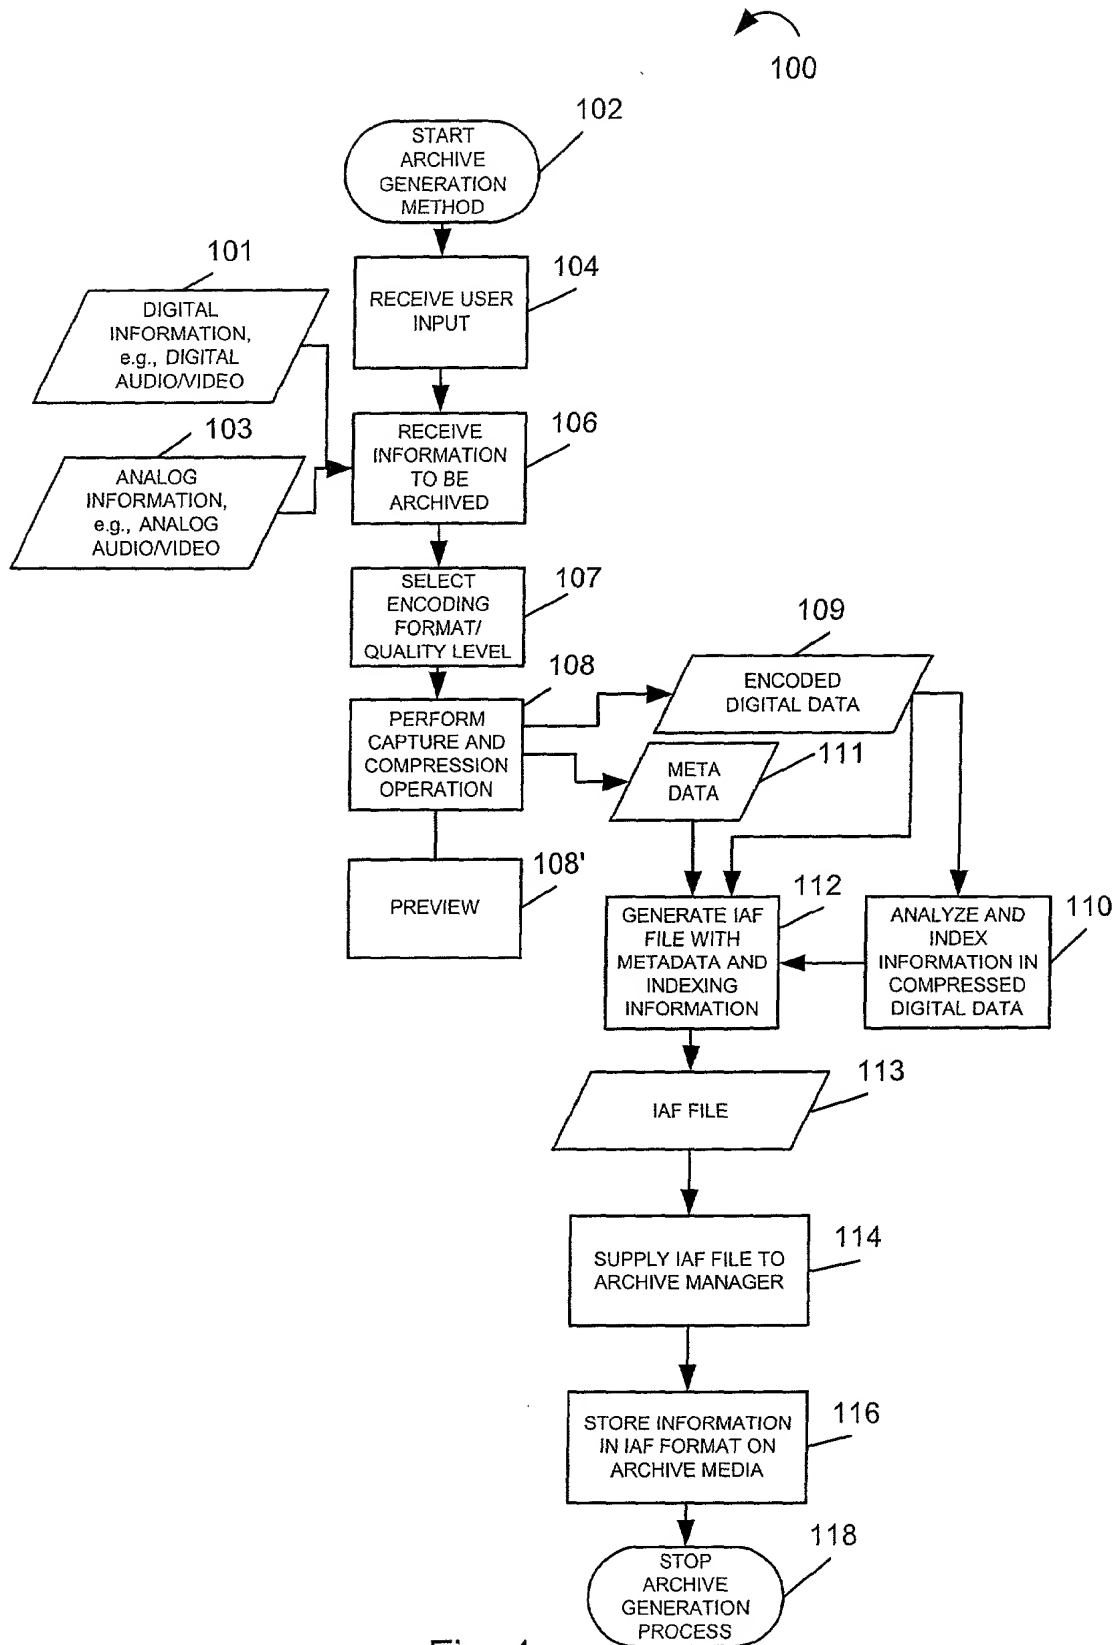 100
102
START
ARCHIVE
GENERATION
METHOD
101
DIGITAL
INFORMATION,
e.g., DIGITAL
AUDIO/VIDEO
104
RECEIVE USER
INPUT
103
ANALOG
INFORMATION,
e.g., ANALOG
AUDIO/VIDEO
106
RECEIVE
INFORMATION
TO BE
ARCHIVED
107
SELECT
ENCODING
FORMAT/
QUALITY LEVEL
108
PERFORM
CAPTURE AND
COMPRESSION
OPERATION
109
ENCODED
DIGITAL DATA
111
META
DATA
108'
PREVIEW
112
GENERATE IAF
FILE WITH
METADATA AND
INDEXING
INFORMATION
110
ANALYZE AND
INDEX
INFORMATION IN
COMPRESSED
DIGITAL DATA
113
IAF FILE
114
SUPPLY IAF FILE TO
ARCHIVE MANAGER
116
STORE INFORMATION
IN IAF FORMAT ON
ARCHIVE MEDIA
118
STOP
ARCHIVE
GENERATION
PROCESS